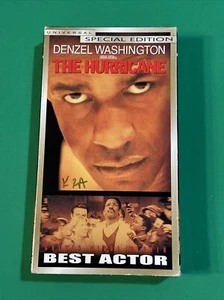 UNIVERSAL
SPECIAL EDITION
DENZEL WASHINGTON
THE HURRICANE
BEST ACTOR